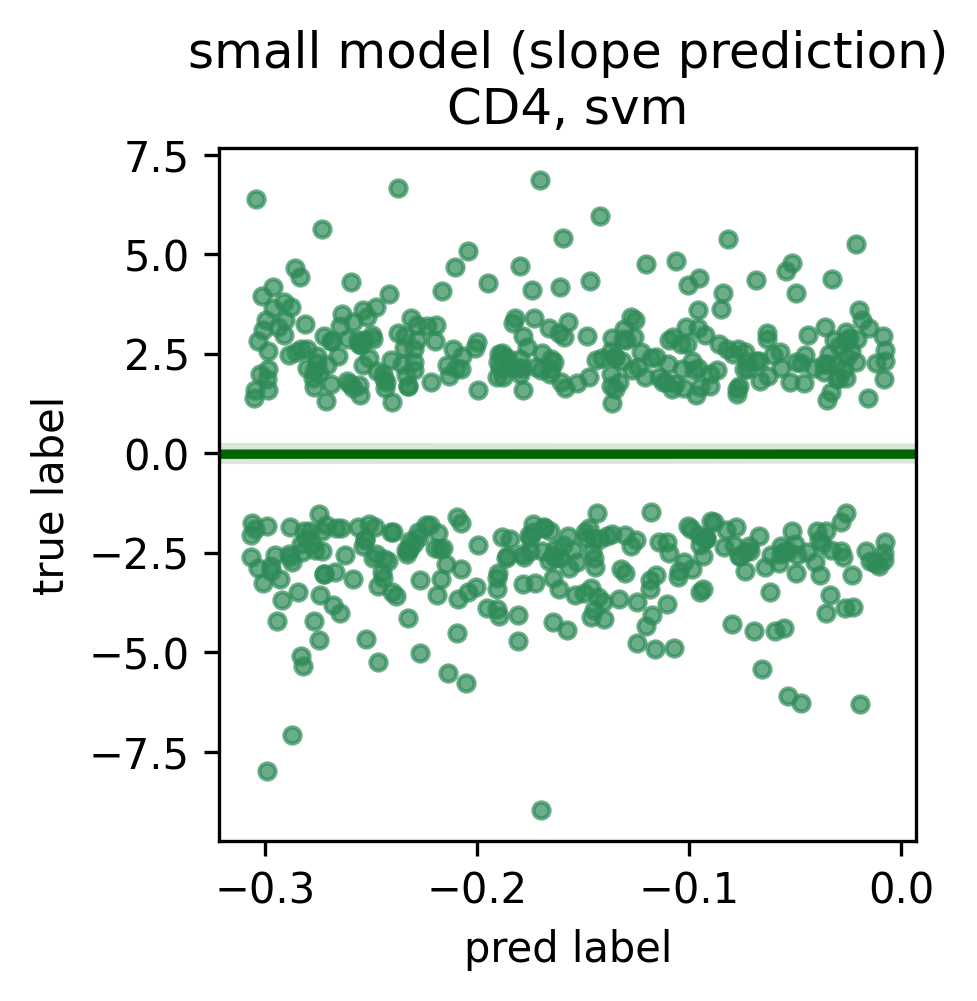 small model (slope prediction)
CD4, svm
7.5
5.0
2.5
0.0
−2.5
−5.0
−7.5
true label
−0.3
−0.2
−0.1
0.0
pred label